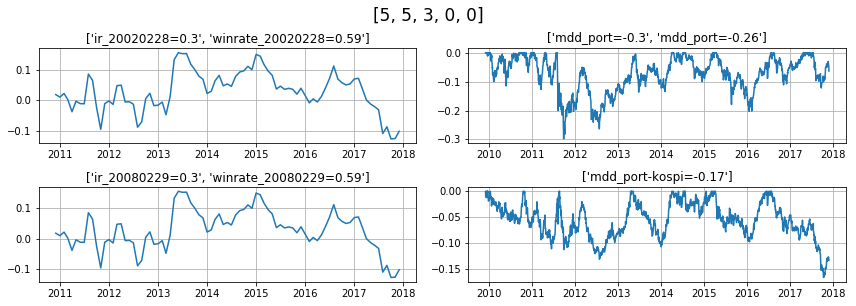 [5, 5, 3, 0, 0]
['ir_20020228=0.3', 'winrate_20020228=0.59']
0.1
0.0
−0.1
2011 2012 2013 2014 2015 2016 2017 2018
['mdd_port=-0.3', 'mdd_port=-0.26']
0.0
−0.1
−0.2
−0.3
2010 2011 2012 2013 2014 2015 2016 2017 2018
['ir_20080229=0.3', 'winrate_20080229=0.59']
0.1
0.0
−0.1
2011 2012 2013 2014 2015 2016 2017 2018
['mdd_port-kospi=-0.17']
0.00
−0.05
−0.10
−0.15
2010 2011 2012 2013 2014 2015 2016 2017 2018